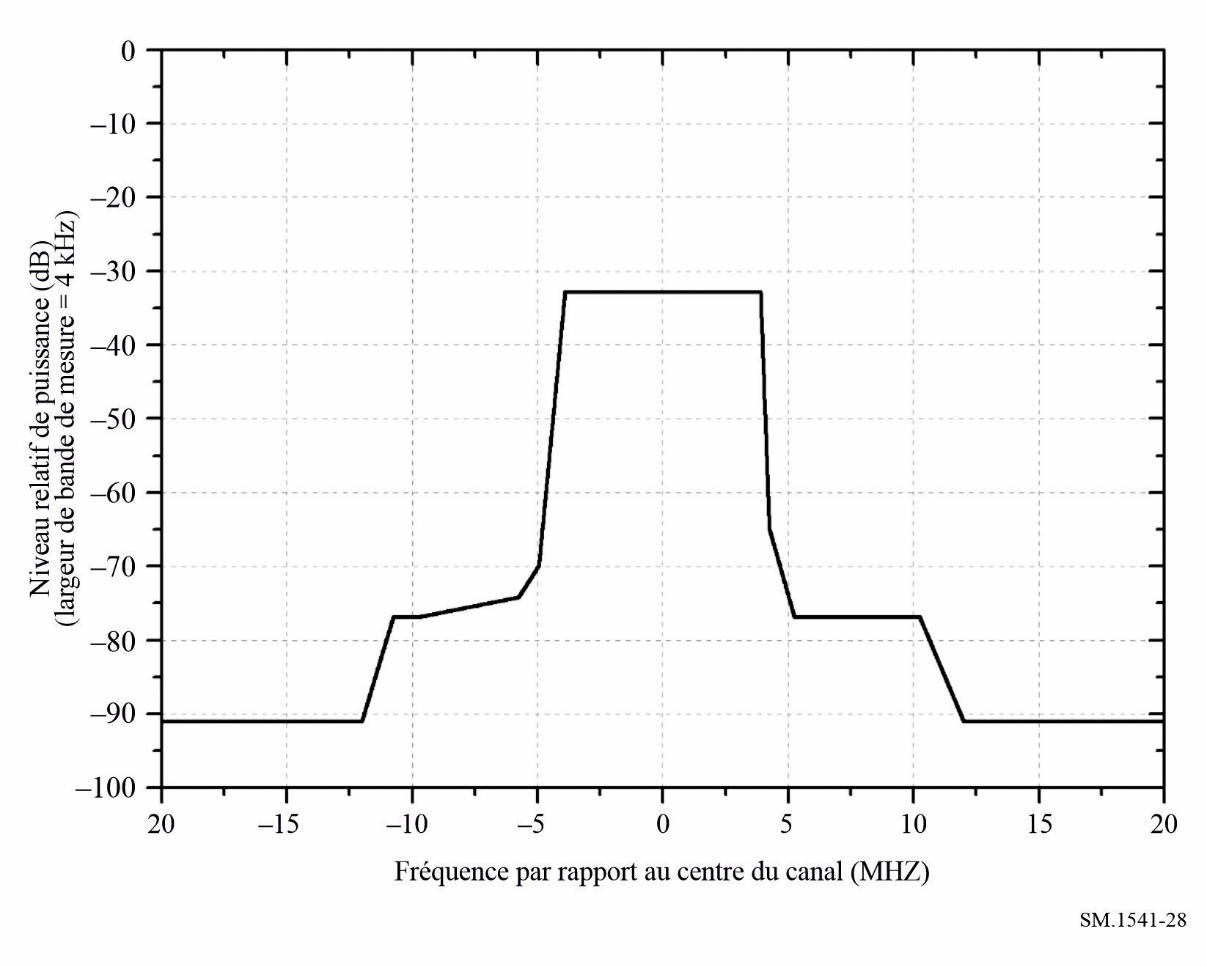 0
–10
–20
–30
–40
–50
–60
–70
–80
–90
–100
Niveau relatif de puissance (dB)
(largeur de bande de mesure = 4 kHz)
20 –15 –10 –5 0 5 10 15 20
Fréquence par rapport au centre du canal (MHZ)
SM.1541-28